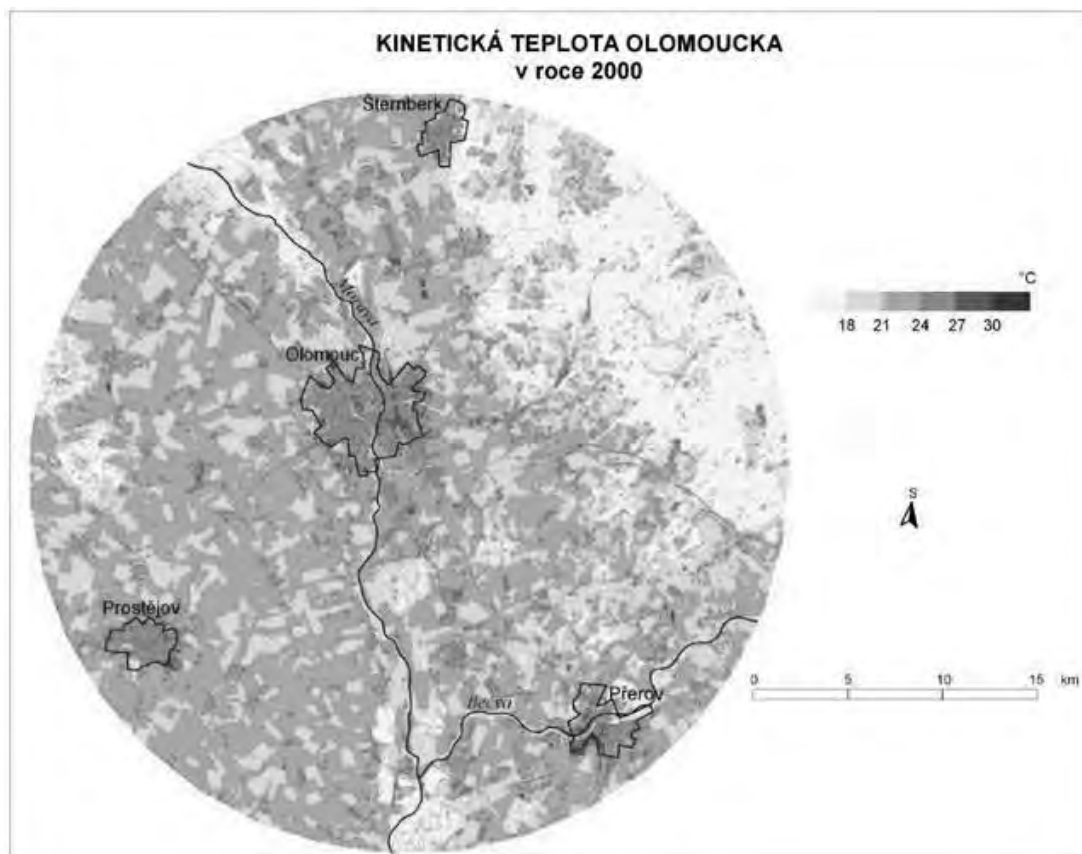 KINETICKÁ TEPLOTA OLOMOUCKA
v roce 2000
Šternberk
°C
18 21 24 27 30
Morava
Olomouc
S
Prostějov
0 5 10 15 km
Přerov
Bečva